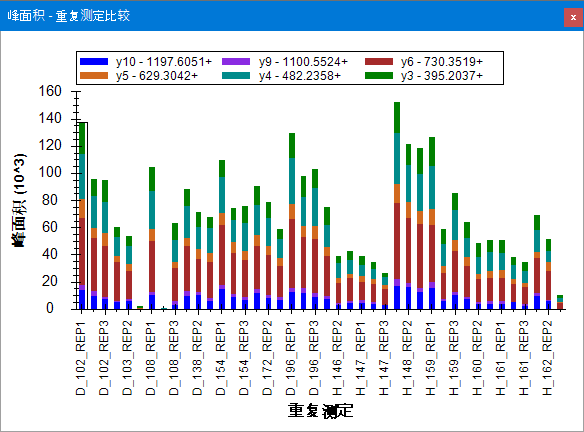 峰面积 - 重复测定比较
x
y10 - 1197.6051+ y9 - 1100.5524+ y6 - 730.3519+
y5 - 629.3042+ y4 - 482.2358+ y3 - 395.2037+
160
140
120
100
80
60
40
20
0
峰面积 (10^3)
D_102_REP1
D_102_REP3
D_103_REP2
D_108_REP1
D_108_REP3
D_138_REP2
D_154_REP1
D_154_REP3
D_172_REP2
D_196_REP1
D_196_REP3
H_146_REP2
H_147_REP1
H_147_REP3
H_148_REP2
H_159_REP1
H_159_REP3
H_160_REP2
H_161_REP1
H_161_REP3
H_162_REP2
重复测定